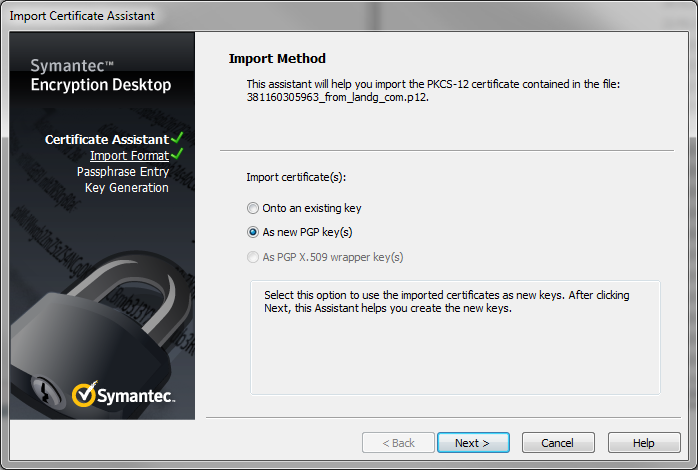 Import Certificate Assistant
Symantec™
Encryption Desktop
Certificate Assistant
Import Format
Passphrase Entry
Key Generation
Symantec™
Import Method
This assistant will help you import the PKCS-12 certificate contained in the file:
381160305963_from_landg_com.p12.
Import certificate(s):
Onto an existing key
As new PGP key(s)
As PGP X.509 wrapper key(s)
Select this option to use the imported certificates as new keys. After clicking
Next, this Assistant helps you create the new keys.
< Back
Next >
Cancel
Help